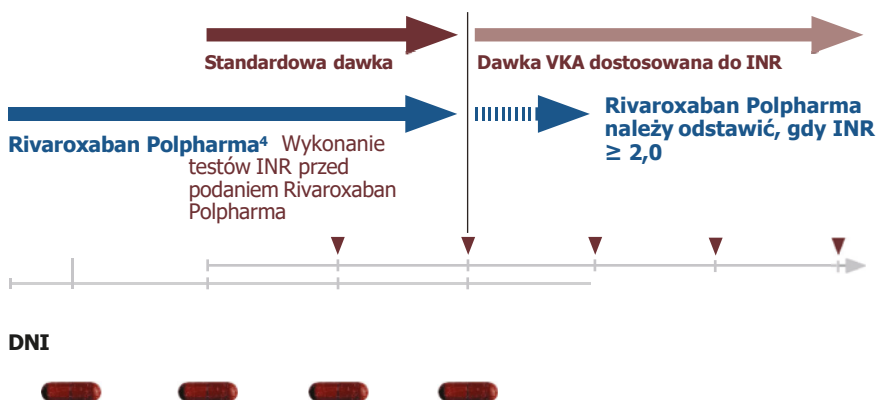 Standardowa dawka
Dawka VKA dostosowana do INR
Rivaroxaban Polpharma
należy odstawić, gdy INR
≥ 2,0
Rivaroxaban Polpharma⁴ Wykonanie
testów INR przed
podaniem Rivaroxaban
Polpharma
DNI